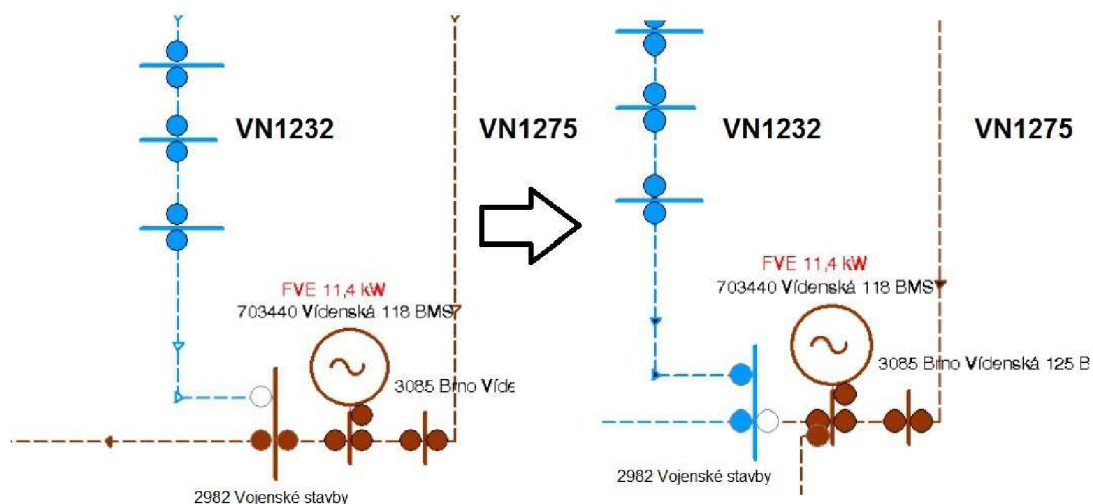 VN1232
VN1275
FVE 11,4 kW
703440 Vídenská 118 BMS
3085 Brno Víde
2982 Vojenské stavby
VN1232
VN1275
FVE 11,4 kW
703440 Vídenská 118 BMS
3085 Brno Vídenská 125 B
2982 Vojenské stavby